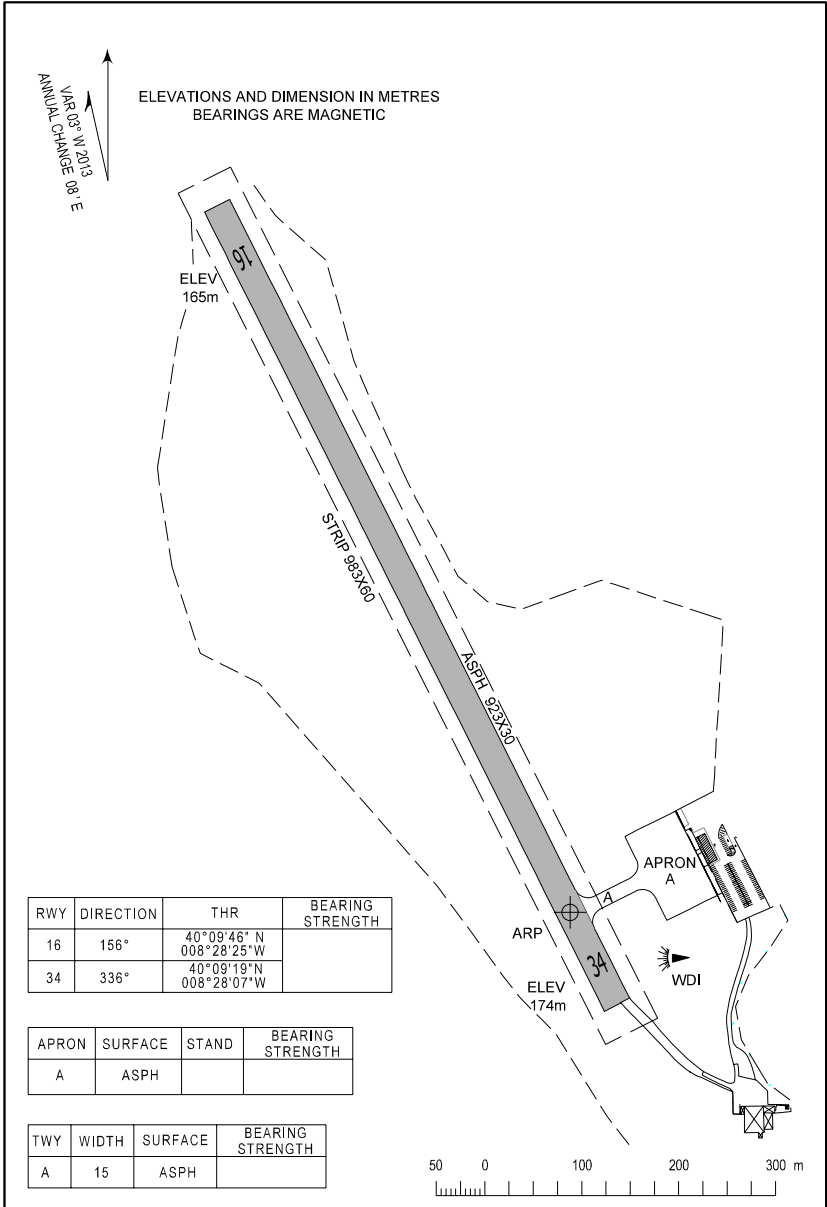 ELEVATIONS AND DIMENSION IN METRES
BEARINGS ARE MAGNETIC
VAR 03° W 2013
ANNUAL CHANGE 08' E
16
ELEV
165m
STRIP 983X60
ASPH 923X30
APRON
A
A
ARP
34
WDI
ELEV
174m
RWY DIRECTION THR BEARING STRENGTH
16 156° 40°09'46" N 008°28'25"W
34 336° 40°09'19"N 008°28'07"W
APRON SURFACE STAND BEARING STRENGTH
A ASPH
TWY WIDTH SURFACE BEARING STRENGTH
A 15 ASPH
50 0 100 200 300 m